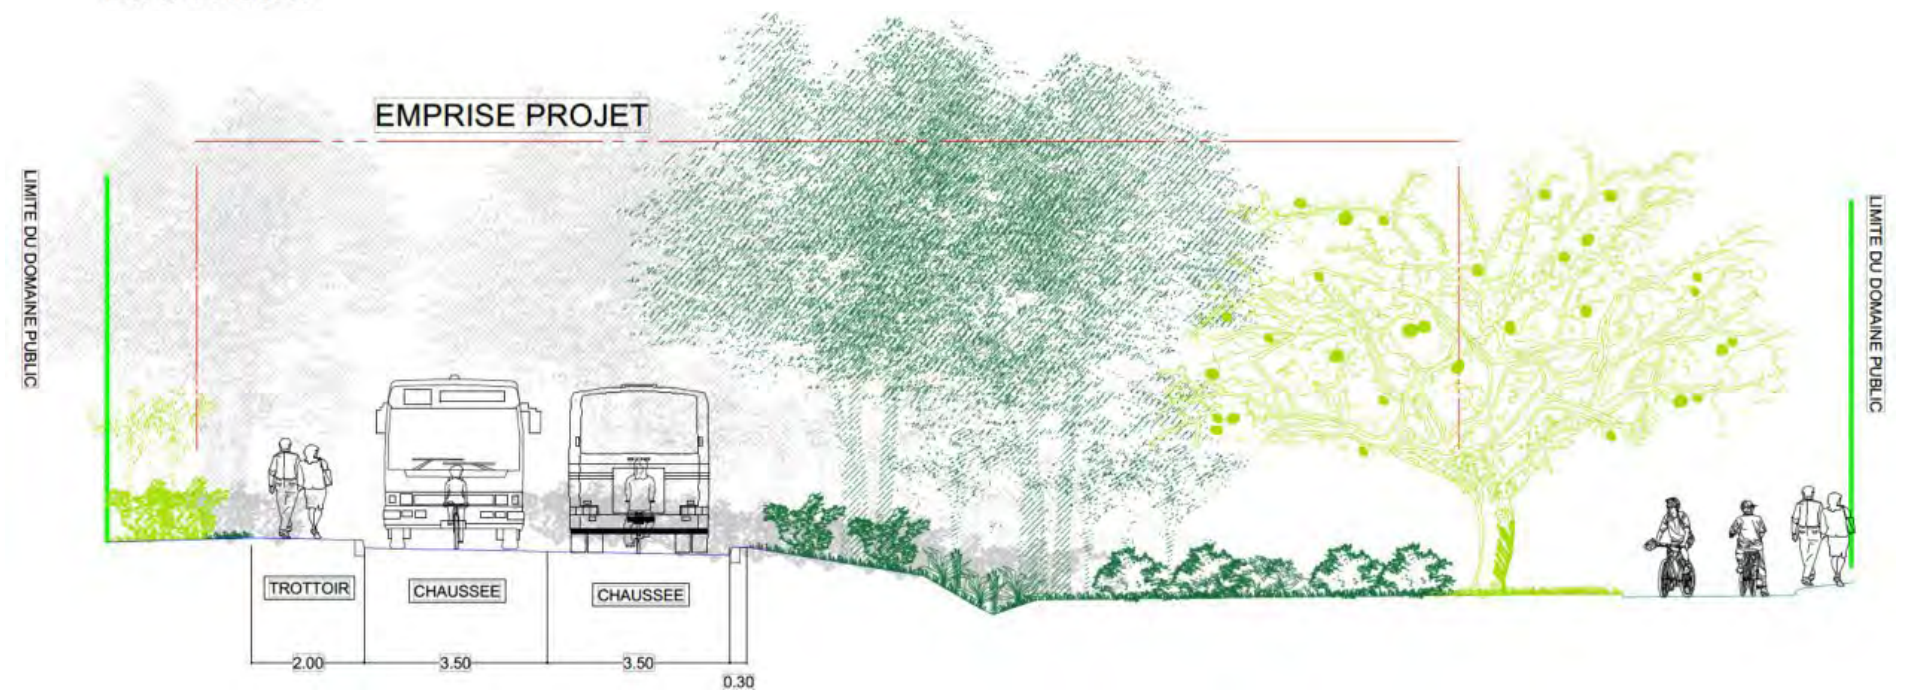 EMPRISE PROJET
LIMITE DU DOMAINE PUBLIC
LIMITE DU DOMAINE PUBLIC
TROTTOIR
CHAUSSEE
CHAUSSEE
2.00
3.50
3.50
0.30